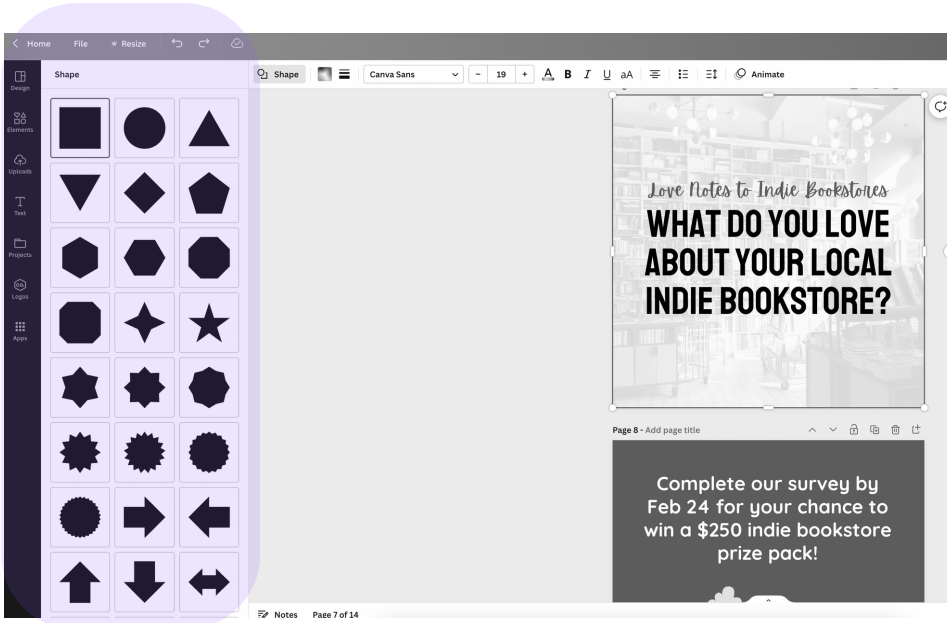 Home File Resize
Design
Elements
Uploads
Text
Projects
CO.
Logos
Apps
Shape
Shape Canva Sans - 19 + A B I U aA Animate
Love Notes to Indie Bookstores
WHAT DO YOU LOVE
ABOUT YOUR LOCAL
INDIE BOOKSTORE?
Page 8 - Add page title
Complete our survey by
Feb 24 for your chance to
win a $250 indie bookstore
prize pack!
Notes Page 7 of 14